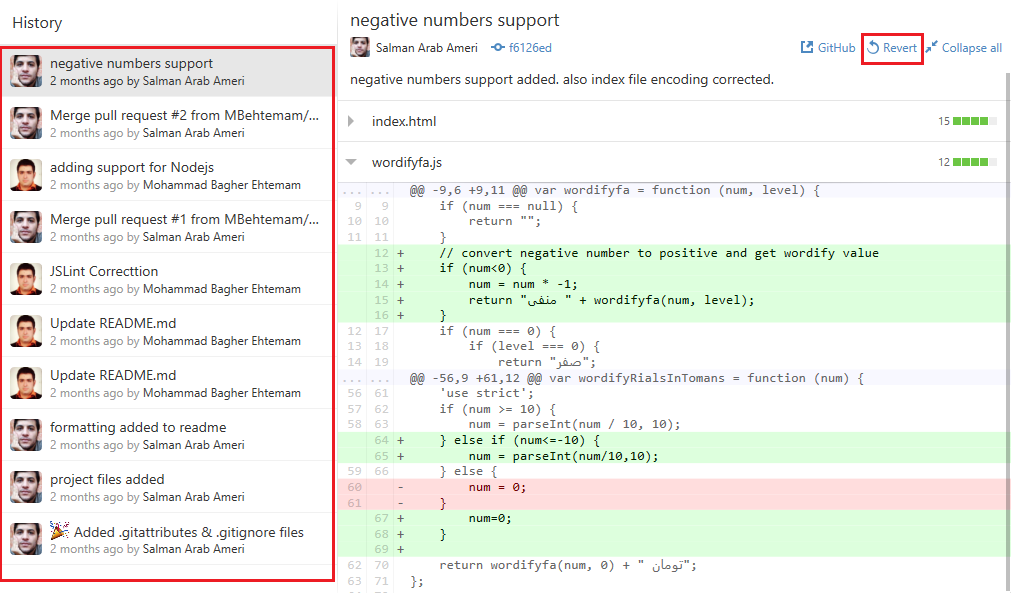 History
negative numbers support
2 months ago by Salman Arab Ameri
Merge pull request #2 from MBehtemam/...
2 months ago by Salman Arab Ameri
adding support for Nodejs
2 months ago by Mohammad Bagher Ehtemam
Merge pull request #1 from MBehtemam/...
2 months ago by Salman Arab Ameri
JSLint Correcttion
2 months ago by Mohammad Bagher Ehtemam
Update README.md
2 months ago by Mohammad Bagher Ehtemam
Update README.md
2 months ago by Mohammad Bagher Ehtemam
formatting added to readme
2 months ago by Salman Arab Ameri
project files added
2 months ago by Salman Arab Ameri
🎉 Added .gitattributes & .gitignore files
2 months ago by Salman Arab Ameri
negative numbers support
Salman Arab Ameri f6126ed GitHub Revert Collapse all
negative numbers support added. also index file encoding corrected.
index.html 15
wordifyfa.js 12
... ... @@ -9,6 +9,11 @@ var wordifyfa = function (num, level) {
9 9 if (num === null) {
10 10 return "";
11 11 }
12 + // convert negative number to positive and get wordify value
13 + if (num<0) {
14 + num = num * -1;
15 + return "منفی " + wordifyfa(num, level);
16 + }
12 17 if (num === 0) {
13 18 if (level === 0) {
14 19 return "صفر";
... ... @@ -56,9 +61,12 @@ var wordifyRialsInTomans = function (num) {
56 61 'use strict';
57 62 if (num >= 10) {
58 63 num = parseInt(num / 10, 10);
64 + } else if (num<=-10) {
65 + num = parseInt(num/10,10);
59 66 } else {
60 - num = 0;
61 - }
67 + num=0;
68 + }
69 +
62 70 return wordifyfa(num, 0) + " تومان";
63 71 };